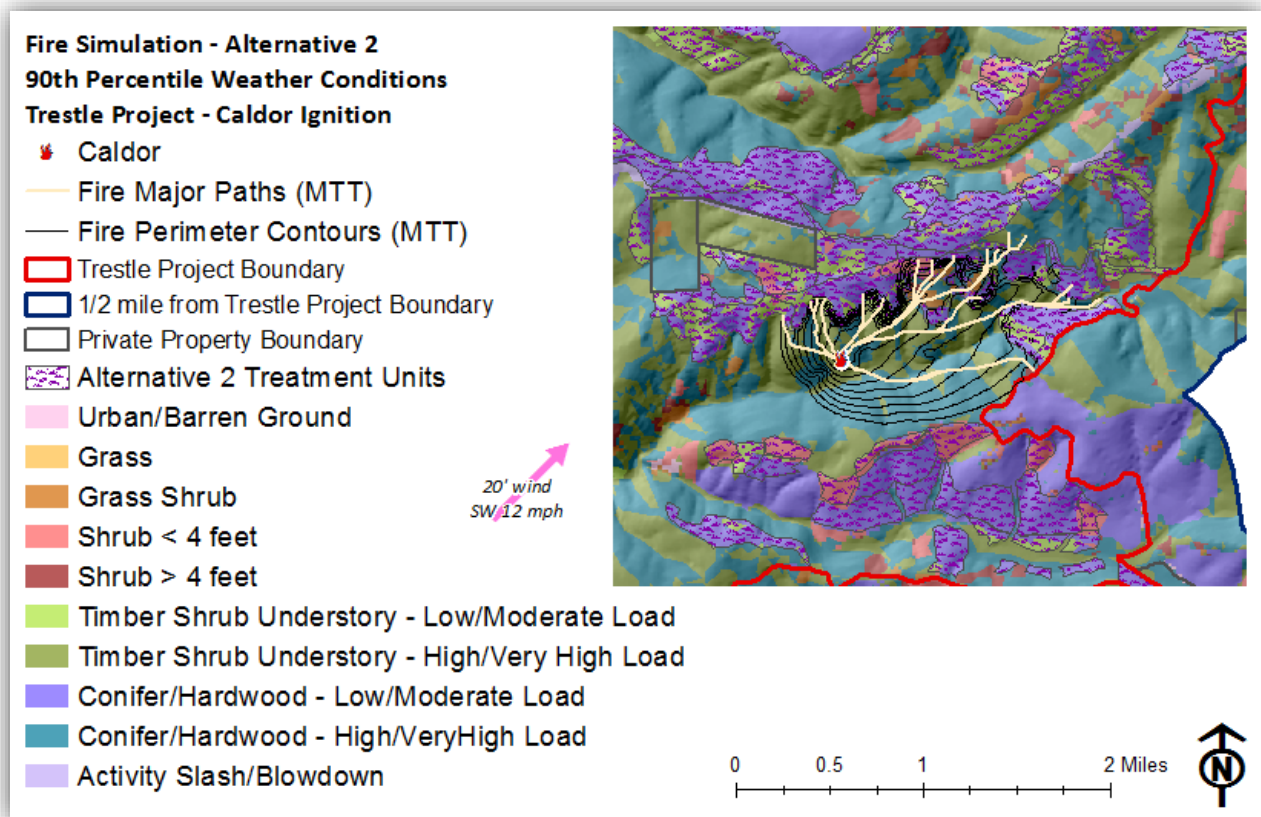 Fire Simulation - Alternative 2
90th Percentile Weather Conditions
Trestle Project - Caldor Ignition
Caldor
Fire Major Paths (MTT)
Fire Perimeter Contours (MTT)
Trestle Project Boundary
1/2 mile from Trestle Project Boundary
Private Property Boundary
Alternative 2 Treatment Units
Urban/Barren Ground
Grass
Grass Shrub
Shrub < 4 feet
Shrub > 4 feet
Timber Shrub Understory - Low/Moderate Load
Timber Shrub Understory - High/Very High Load
Conifer/Hardwood - Low/Moderate Load
Conifer/Hardwood - High/VeryHigh Load
Activity Slash/Blowdown
20' wind
SW 12 mph
0 0.5 1 2 Miles
N